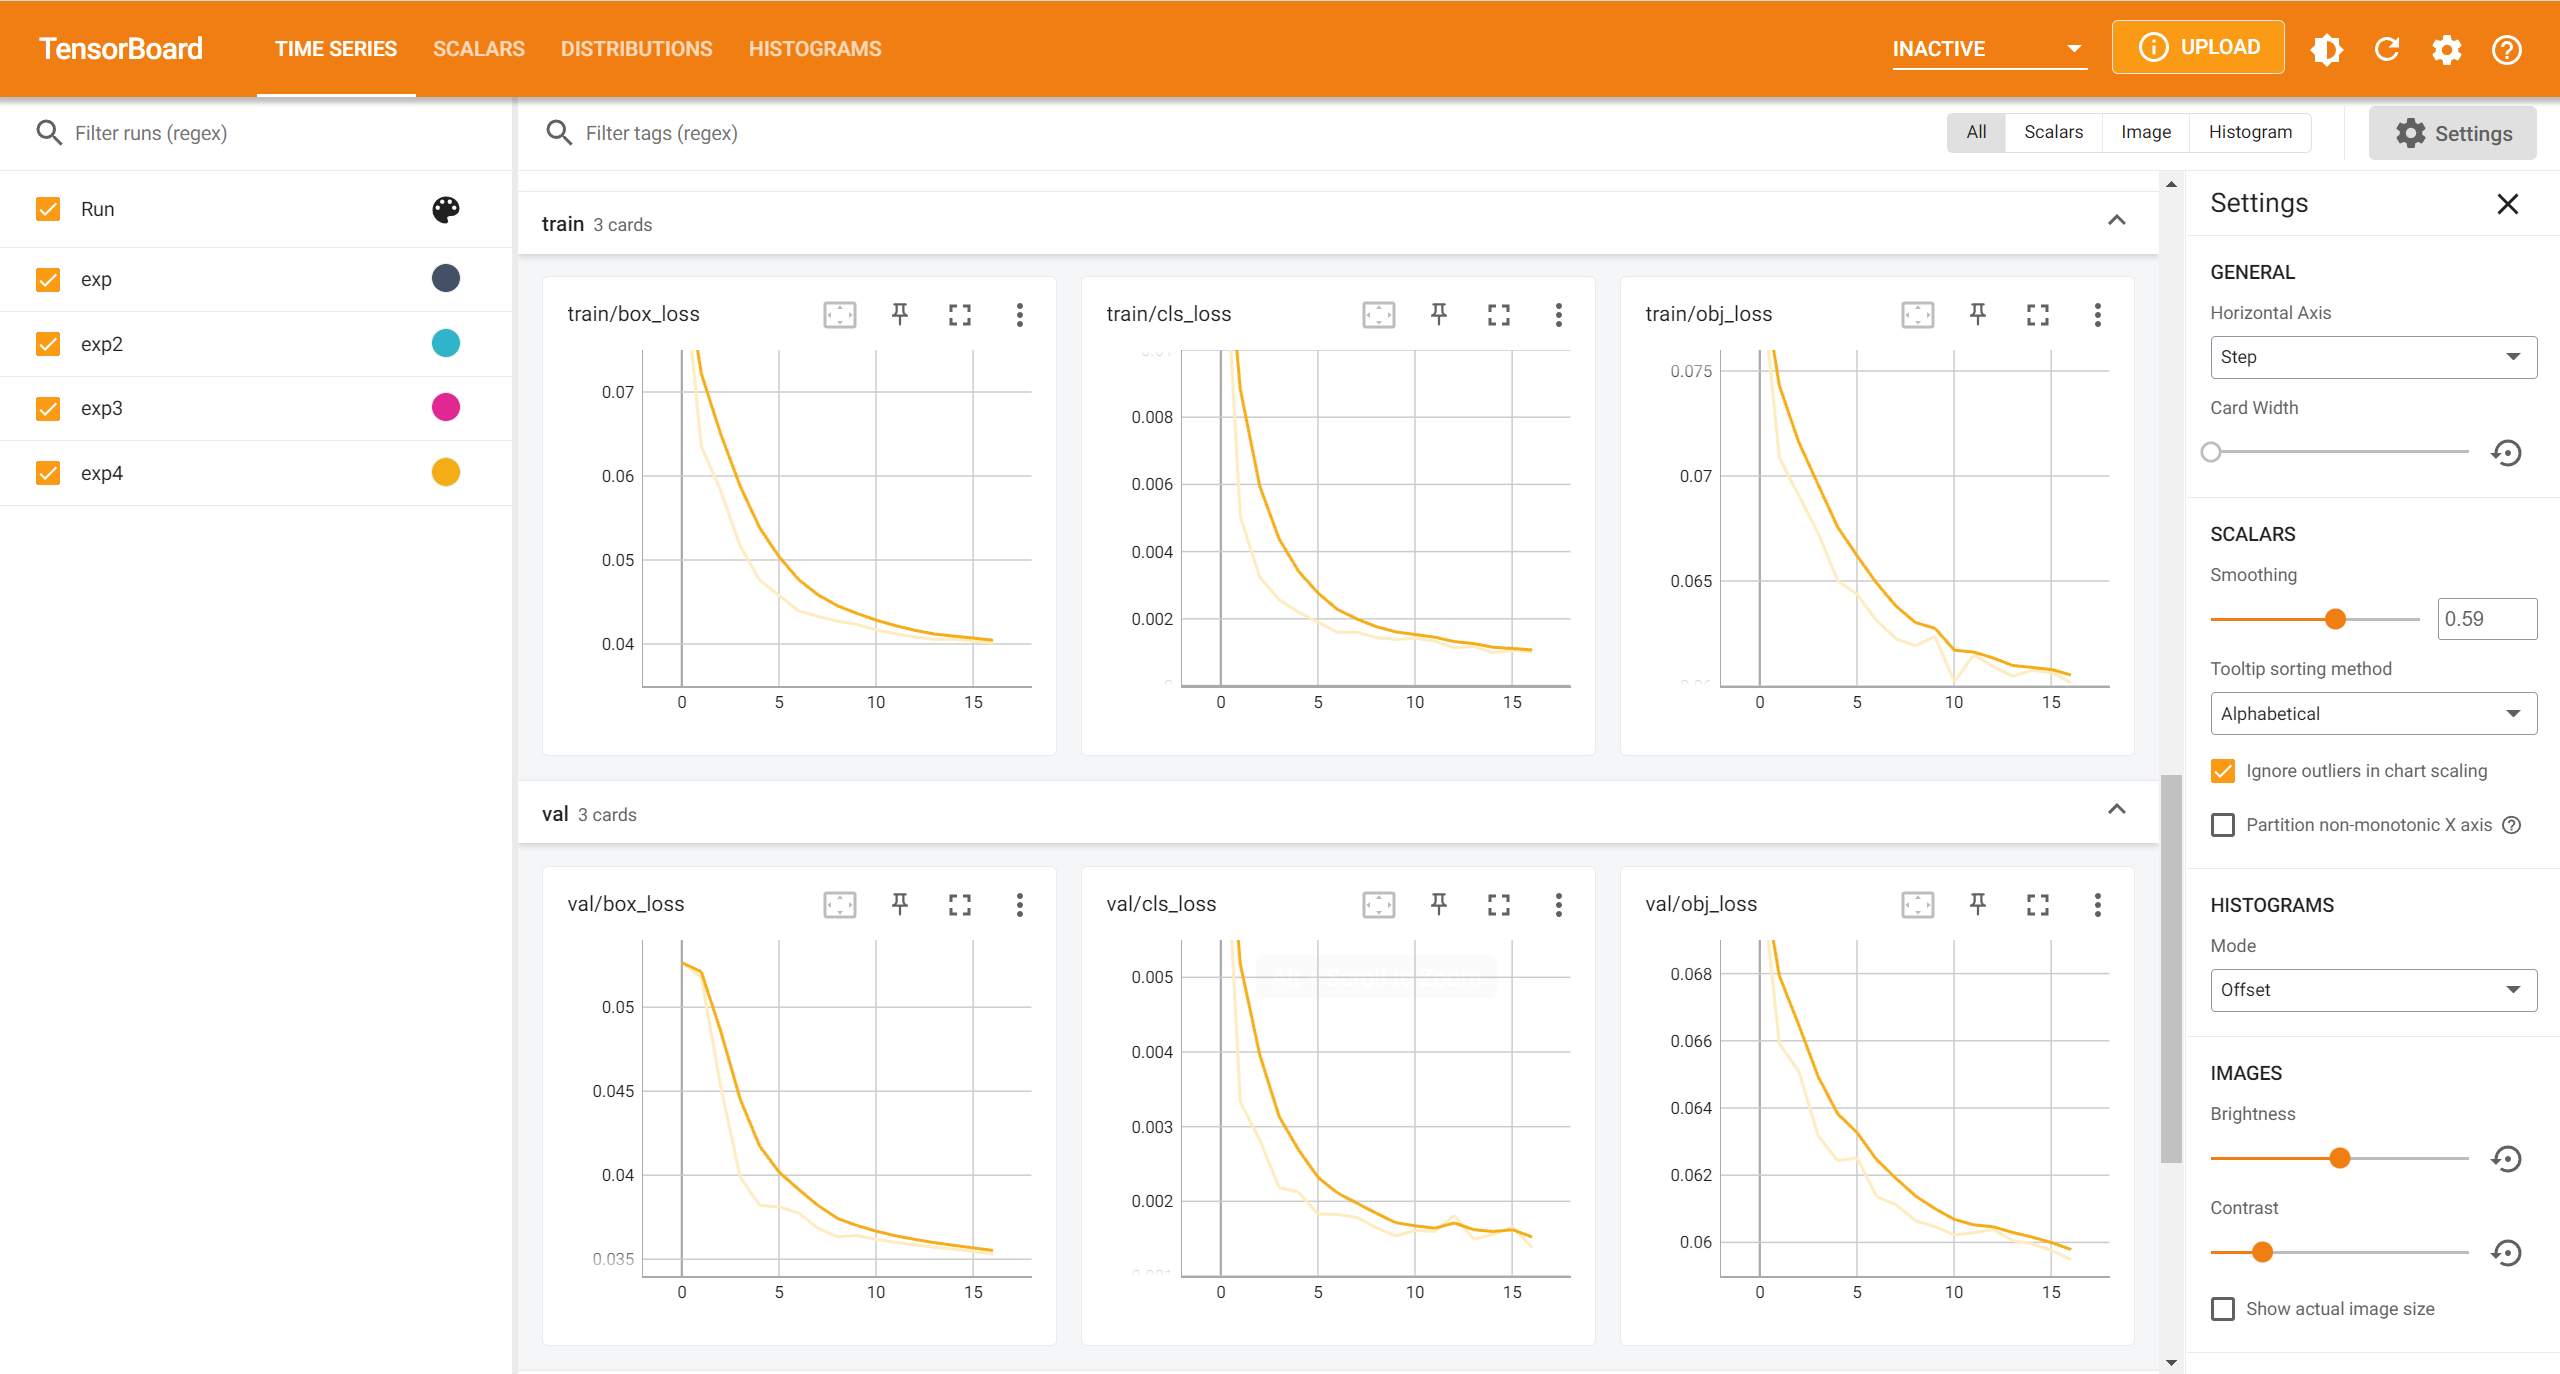 TensorBoard TIME SERIES SCALARS DISTRIBUTIONS HISTOGRAMS INACTIVE UPLOAD
Filter runs (regex)
Filter tags (regex)
All Scalars Image Histogram
Settings
Run
exp
exp2
exp3
exp4
train 3 cards
train/box_loss
0.07
0.06
0.05
0.04
0 5 10 15
train/cls_loss
0.008
0.006
0.004
0.002
0 5 10 15
train/obj_loss
0.075
0.07
0.065
0 5 10 15
val 3 cards
val/box_loss
0.05
0.045
0.04
0.035
0 5 10 15
val/cls_loss
0.005
0.004
0.003
0.002
0 5 10 15
val/obj_loss
0.068
0.066
0.064
0.062
0.06
0 5 10 15
Settings
GENERAL
Horizontal Axis
Step
Card Width
SCALARS
Smoothing
0.59
Tooltip sorting method
Alphabetical
Ignore outliers in chart scaling
Partition non-monotonic X axis
HISTOGRAMS
Mode
Offset
IMAGES
Brightness
Contrast
Show actual image size